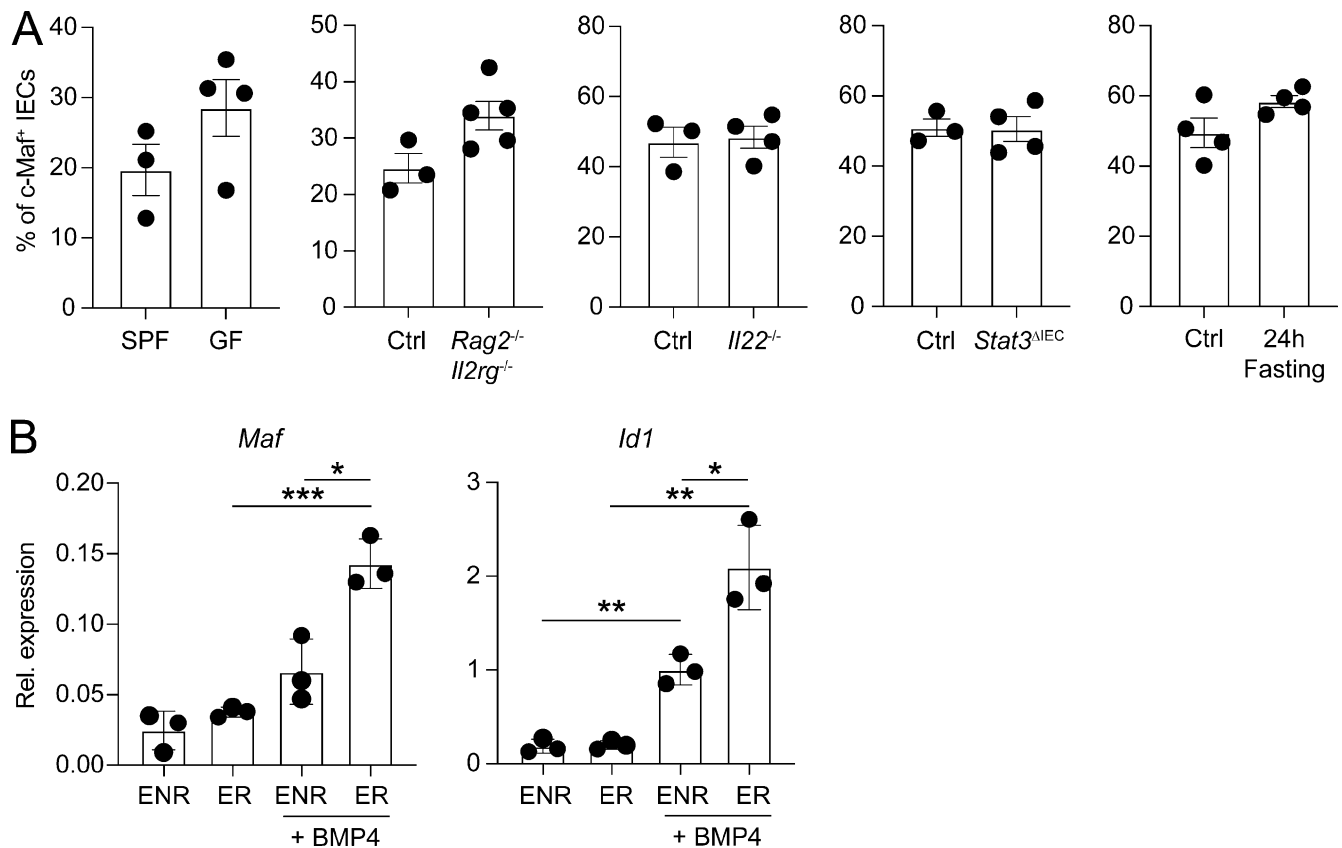 A
% of c-Maf⁺ IECs
40
30
20
10
0
SPF GF
50
40
30
20
10
0
Ctrl Rag2⁻/⁻
Il2rg⁻/⁻
80
60
40
20
0
Ctrl Il22⁻/⁻
80
60
40
20
0
Ctrl Stat3ᐞIEC
80
60
40
20
0
Ctrl 24h
Fasting
B
Maf
Rel. expression
*
***
0.20
0.15
0.10
0.05
0.00
ENR ER ENR ER
+ BMP4
Id1
*
**
**
3
2
1
0
ENR ER ENR ER
+ BMP4